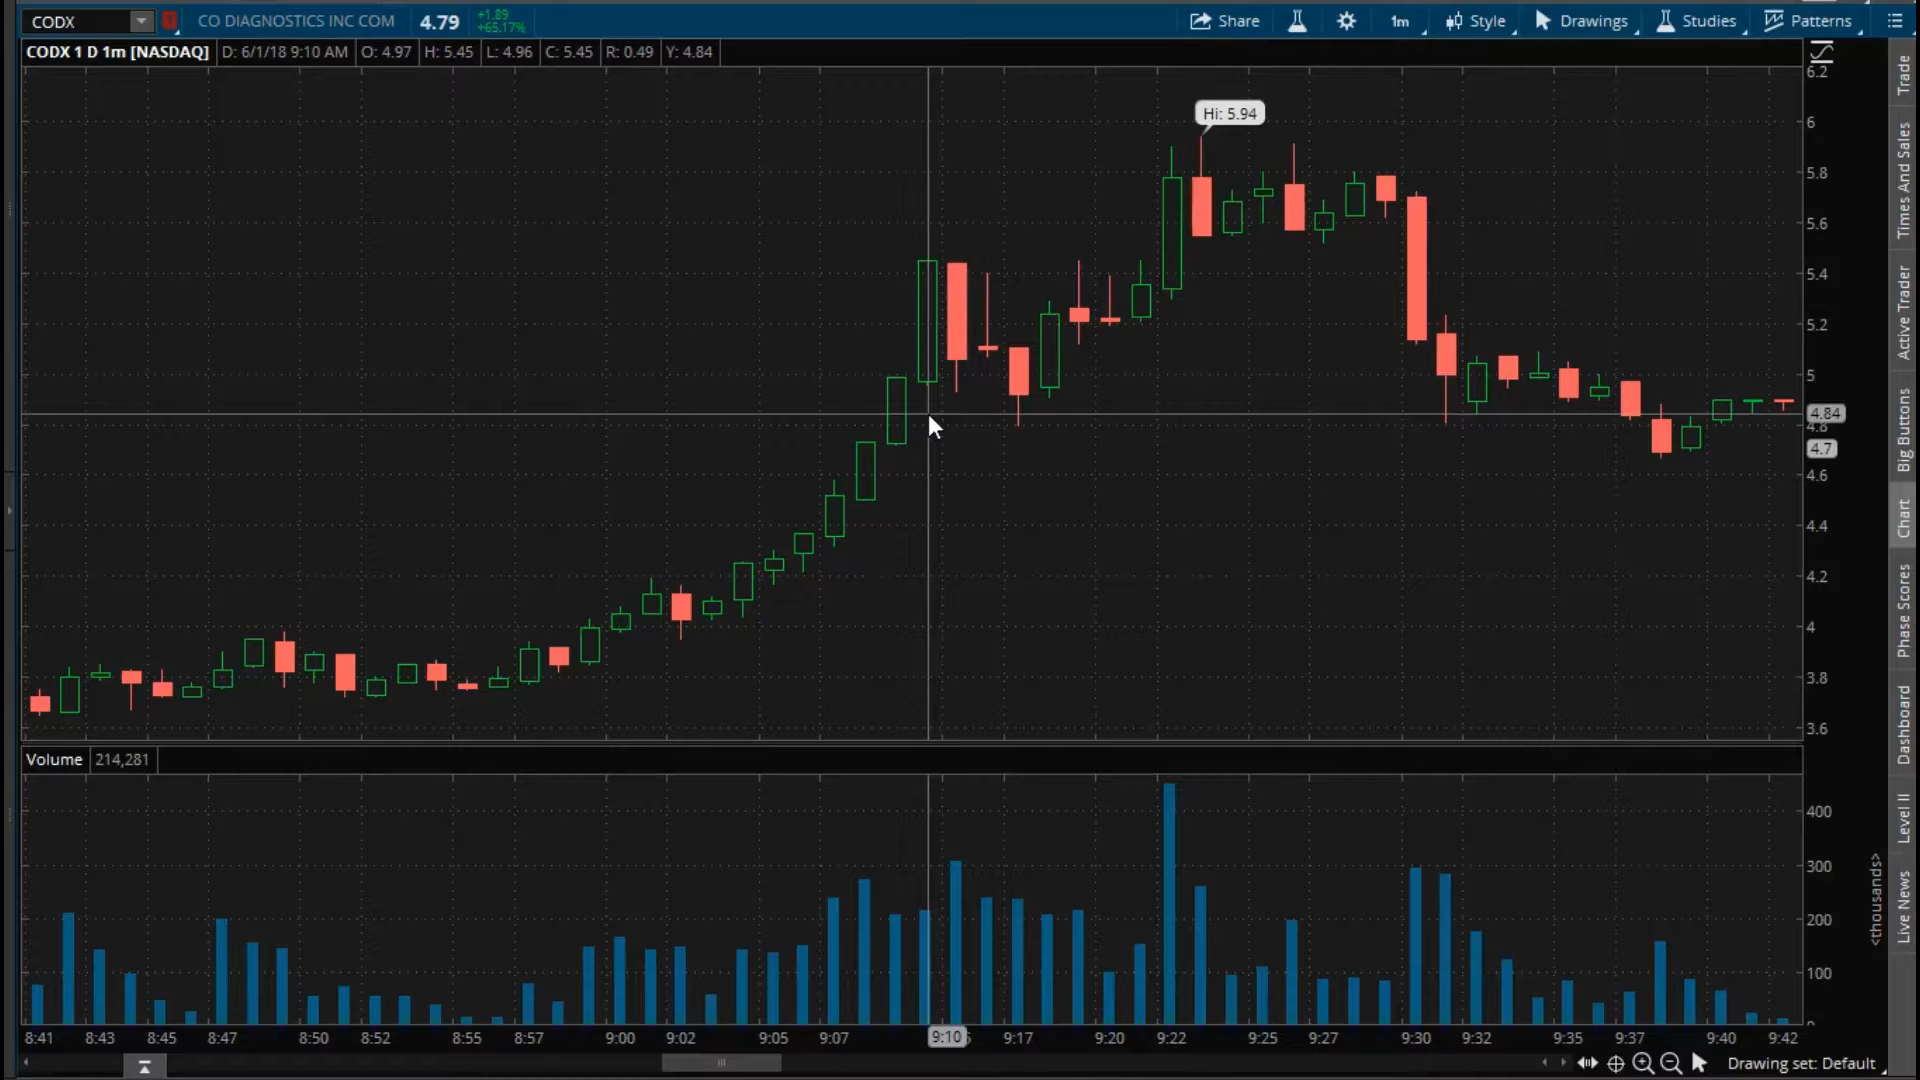 CODX CO DIAGNOSTICS INC COM 4.79 +1.89 +65.17% Share 1m Style Drawings Studies Patterns
CODX 1 D 1m [NASDAQ] D: 6/1/18 9:10 AM O: 4.97 H: 5.45 L: 4.96 C: 5.45 R: 0.49 Y: 4.84
Hi: 5.94
6.2
6
5.8
5.6
5.4
5.2
5
4.84
4.8
4.7
4.6
4.4
4.2
4
3.8
3.6
Volume 214,281
400
300
200
100
0
<thousands>
8:41 8:43 8:45 8:47 8:50 8:52 8:55 8:57 9:00 9:02 9:05 9:07 9:10 9:17 9:20 9:22 9:25 9:27 9:30 9:32 9:35 9:37 9:40 9:42
Drawing set: Default
Trade
Times And Sales
Active Trader
Big Buttons
Chart
Phase Scores
Dashboard
Level II
Live News